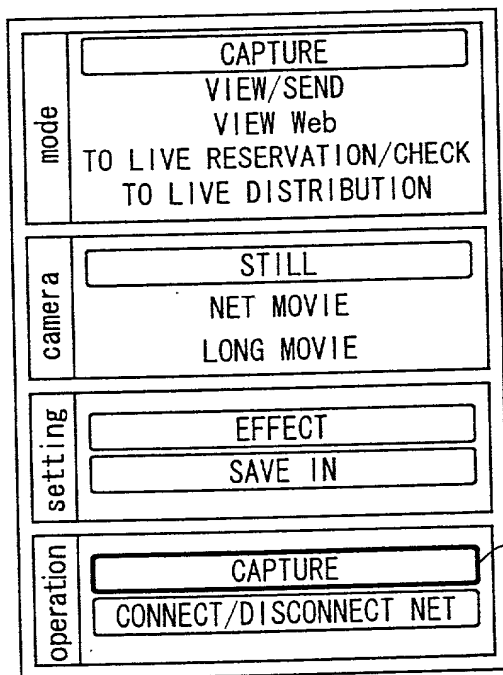 mode
CAPTURE
VIEW/SEND
VIEW Web
TO LIVE RESERVATION/CHECK
TO LIVE DISTRIBUTION
camera
STILL
NET MOVIE
LONG MOVIE
setting
EFFECT
SAVE IN
operation
CAPTURE
CONNECT/DISCONNECT NET